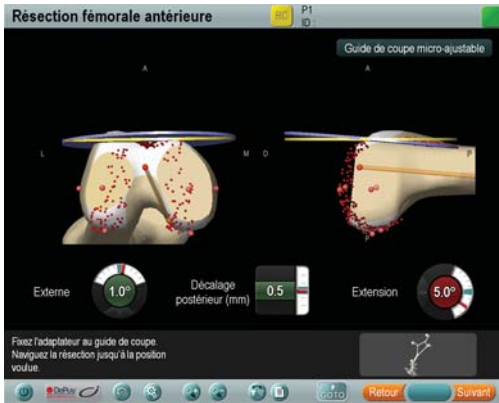 Résection fémorale antérieure
BC
P1
ID :
Guide de coupe micro-ajustable
A
A
L
M
D
P
Externe
1.0°
Décalage
postérieur (mm)
0.5
Extension
5.0°
Fixez l'adaptateur au guide de coupe.
Naviguez la résection jusqu'à la position
voulue.
DePuy
Goto
Retour
Suivant